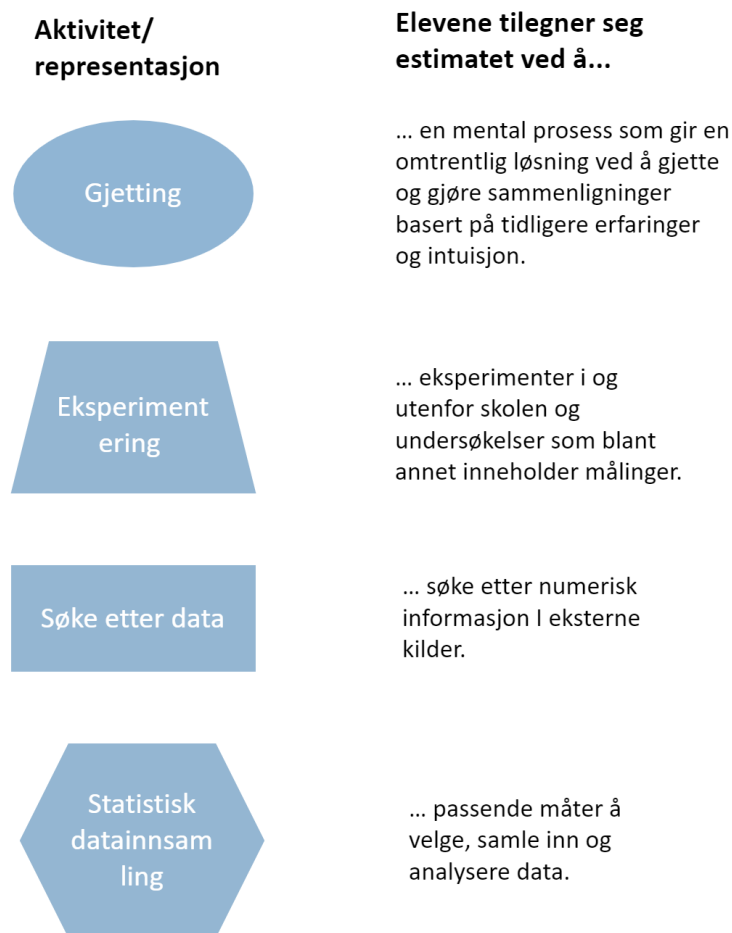 Aktivitet/
representasjon
Elevene tilegner seg
estimatet ved å...
Gjetting
... en mental prosess som gir en
omtrentlig løsning ved å gjette
og gjøre sammenligninger
basert på tidligere erfaringer
og intuisjon.
Eksperiment
ering
... eksperimenter i og
utenfor skolen og
undersøkelser som blant
annet inneholder målinger.
Søke etter data
... søke etter numerisk
informasjon I eksterne
kilder.
Statistisk
datainnsam
ling
... passende måter å
velge, samle inn og
analysere data.